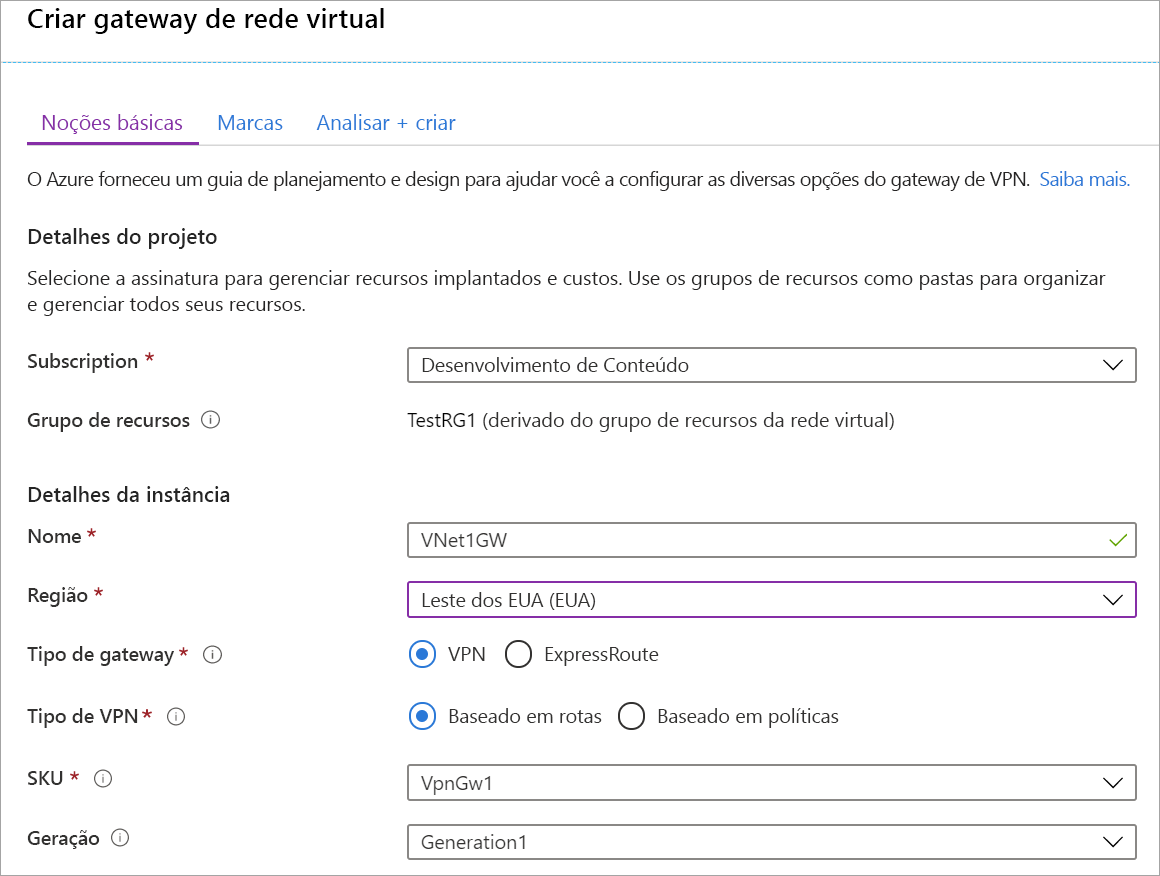 Criar gateway de rede virtual
Noções básicas Marcas Analisar + criar
O Azure forneceu um guia de planejamento e design para ajudar você a configurar as diversas opções do gateway de VPN. Saiba mais.
Detalhes do projeto
Selecione a assinatura para gerenciar recursos implantados e custos. Use os grupos de recursos como pastas para organizar
e gerenciar todos seus recursos.
Subscription * Desenvolvimento de Conteúdo
Grupo de recursos TestRG1 (derivado do grupo de recursos da rede virtual)
Detalhes da instância
Nome * VNet1GW
Região * Leste dos EUA (EUA)
Tipo de gateway * VPN ExpressRoute
Tipo de VPN * Baseado em rotas Baseado em políticas
SKU * VpnGw1
Geração Generation1